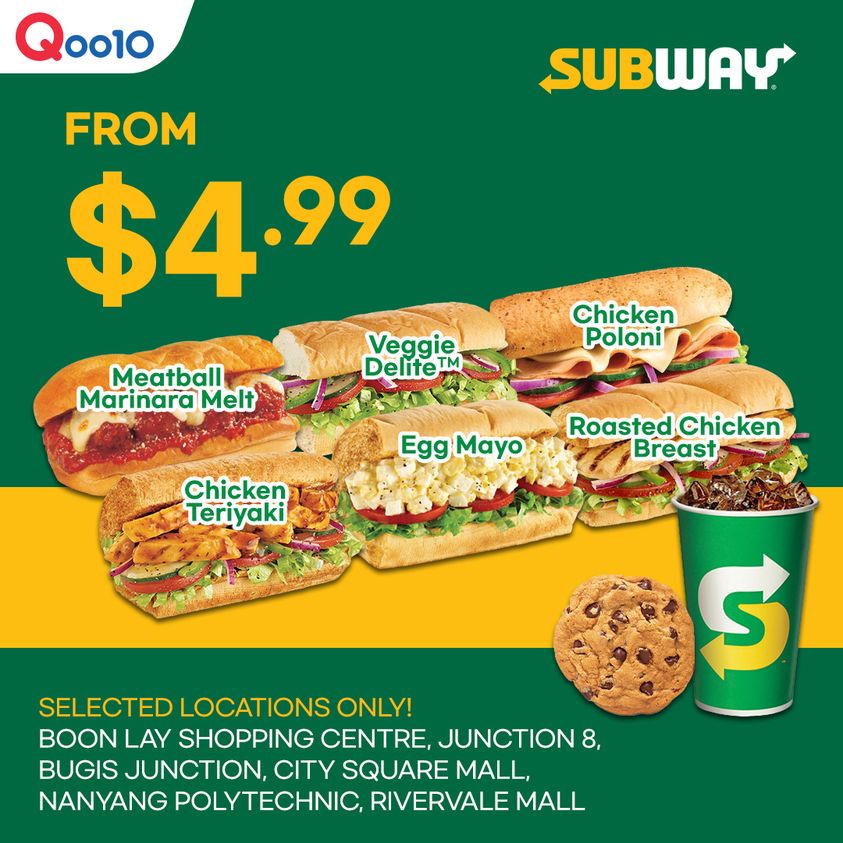 Qoo10
SUBWAY
FROM
$4.99
Chicken
Poloni
Veggie
Delite™
Meatball
Marinara Melt
Roasted Chicken
Breast
Egg Mayo
Chicken
Teriyaki
S
SELECTED LOCATIONS ONLY!
BOON LAY SHOPPING CENTRE, JUNCTION 8,
BUGIS JUNCTION, CITY SQUARE MALL,
NANYANG POLYTECHNIC, RIVERVALE MALL